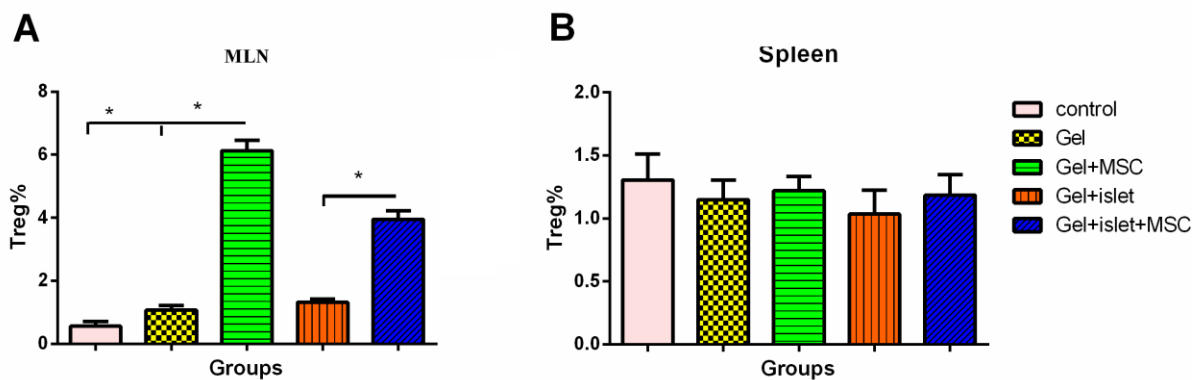 A
MLN
Treg%
8
6
4
2
0
*
*
*
Groups
B
Spleen
Treg%
2.0
1.5
1.0
0.5
0.0
Groups
control
Gel
Gel+MSC
Gel+islet
Gel+islet+MSC